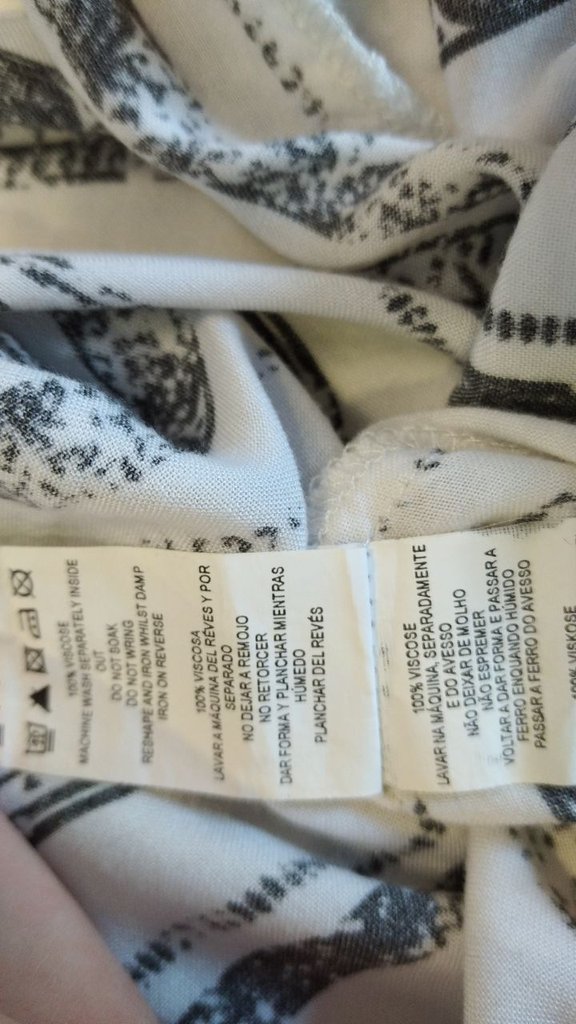 100% VISCOSE
MACHINE WASH SEPARATELY INSIDE
OUT
DO NOT SOAK
DO NOT WRING
RESHAPE AND IRON WHILST DAMP
IRON ON REVERSE
100% VISCOSA
LAVAR A MÁQUINA DEL RÉVES Y POR
SEPARADO
NO DEJAR A REMOJO
NO RETORCER
DAR FORMA Y PLANCHAR MIENTRAS
HÚMEDO
PLANCHAR DEL REVÉS
100% VISCOSE
LAVAR NA MÁQUINA, SEPARADAMENTE
E DO AVESSO
NÃO DEIXAR DE MOLHO
NÃO ESPREMER
VOLTAR A DAR FORMA E PASSAR A
FERRO ENQUANDO HÚMIDO
PASSAR A FERRO DO AVESSO
100% VISKOSE